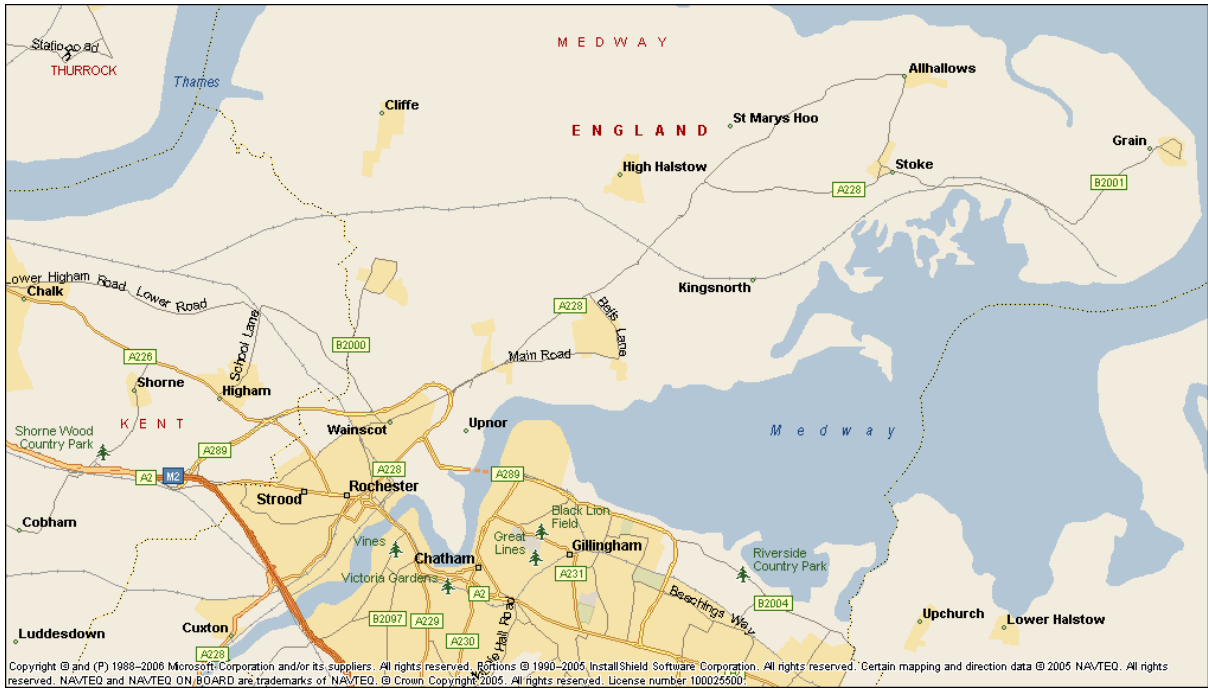 MEDWAY
Station Road
THURROCK
Thames
Allhallows
Cliffe
St Marys Hoo
ENGLAND
Grain
High Halstow
Stoke
B2001
A228
Lower Higham Road
Lower Road
Chalk
Kingsnorth
A228
Bells Lane
School Lane
B2000
A226
Main Road
Shorne
Higham
KENT
Wainscot
Upnor
Medway
Shorne Wood
Country Park
A289
A2
M2
A228
A289
Rochester
Strood
Black Lion
Field
Cobham
Vines
Great
Lines
Gillingham
Chatham
Riverside
Country Park
Victoria Gardens
A231
A2
Beachings Way
B2004
B2097
A229
Upchurch
Lower Halstow
Cuxton
Luddesdown
A230
Hall Road
A228
Copyright © and (P) 1988–2006 Microsoft Corporation and/or its suppliers. All rights reserved. Portions © 1990–2005 InstallShield Software Corporation. All rights reserved. Certain mapping and direction data © 2005 NAVTEQ. All rights
reserved. NAVTEQ and NAVTEQ ON BOARD are trademarks of NAVTEQ. © Crown Copyright 2005. All rights reserved. License number 100025500.